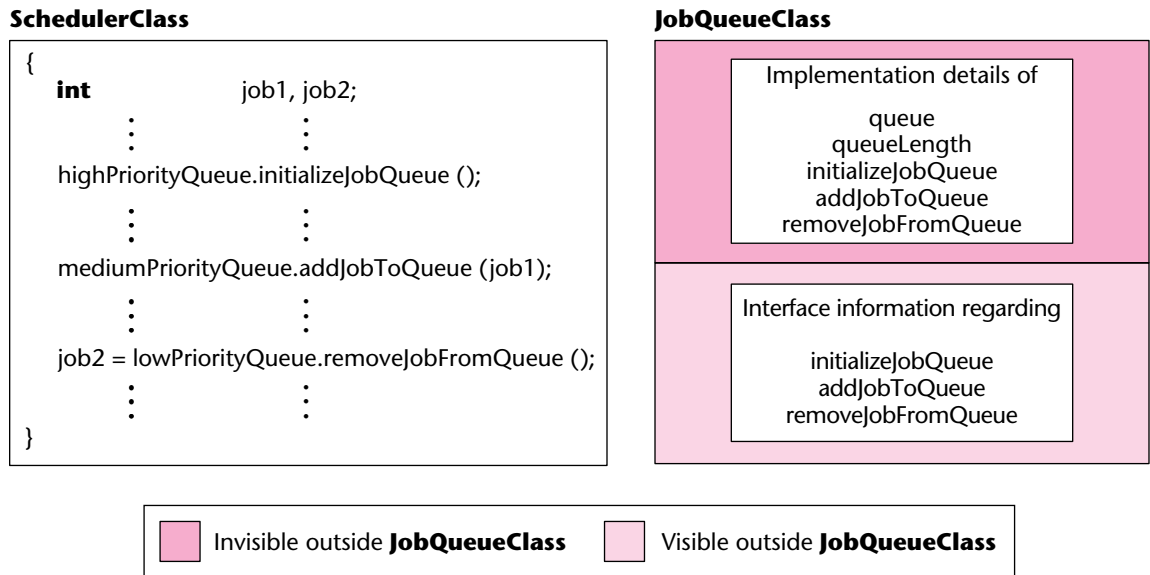 SchedulerClass
{
int job1, job2;
highPriorityQueue.initializeJobQueue ();
mediumPriorityQueue.addJobToQueue (job1);
job2 = lowPriorityQueue.removeJobFromQueue ();
}
JobQueueClass
Implementation details of
queue
queueLength
initializeJobQueue
addJobToQueue
removeJobFromQueue
Interface information regarding
initializeJobQueue
addJobToQueue
removeJobFromQueue
Invisible outside JobQueueClass
Visible outside JobQueueClass